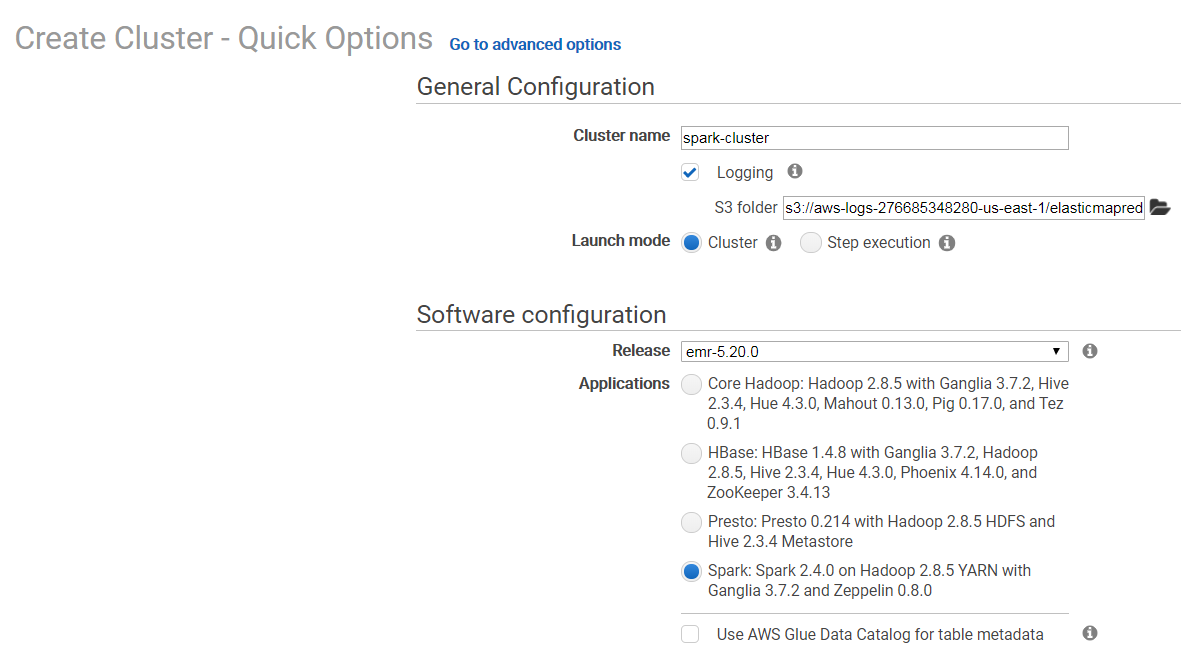 Create Cluster - Quick Options Go to advanced options
General Configuration
Cluster name spark-cluster
Logging
S3 folder s3://aws-logs-276685348280-us-east-1/elasticmapred
Launch mode Cluster Step execution
Software configuration
Release emr-5.20.0
Applications Core Hadoop: Hadoop 2.8.5 with Ganglia 3.7.2, Hive
2.3.4, Hue 4.3.0, Mahout 0.13.0, Pig 0.17.0, and Tez
0.9.1
HBase: HBase 1.4.8 with Ganglia 3.7.2, Hadoop
2.8.5, Hive 2.3.4, Hue 4.3.0, Phoenix 4.14.0, and
ZooKeeper 3.4.13
Presto: Presto 0.214 with Hadoop 2.8.5 HDFS and
Hive 2.3.4 Metastore
Spark: Spark 2.4.0 on Hadoop 2.8.5 YARN with
Ganglia 3.7.2 and Zeppelin 0.8.0
Use AWS Glue Data Catalog for table metadata